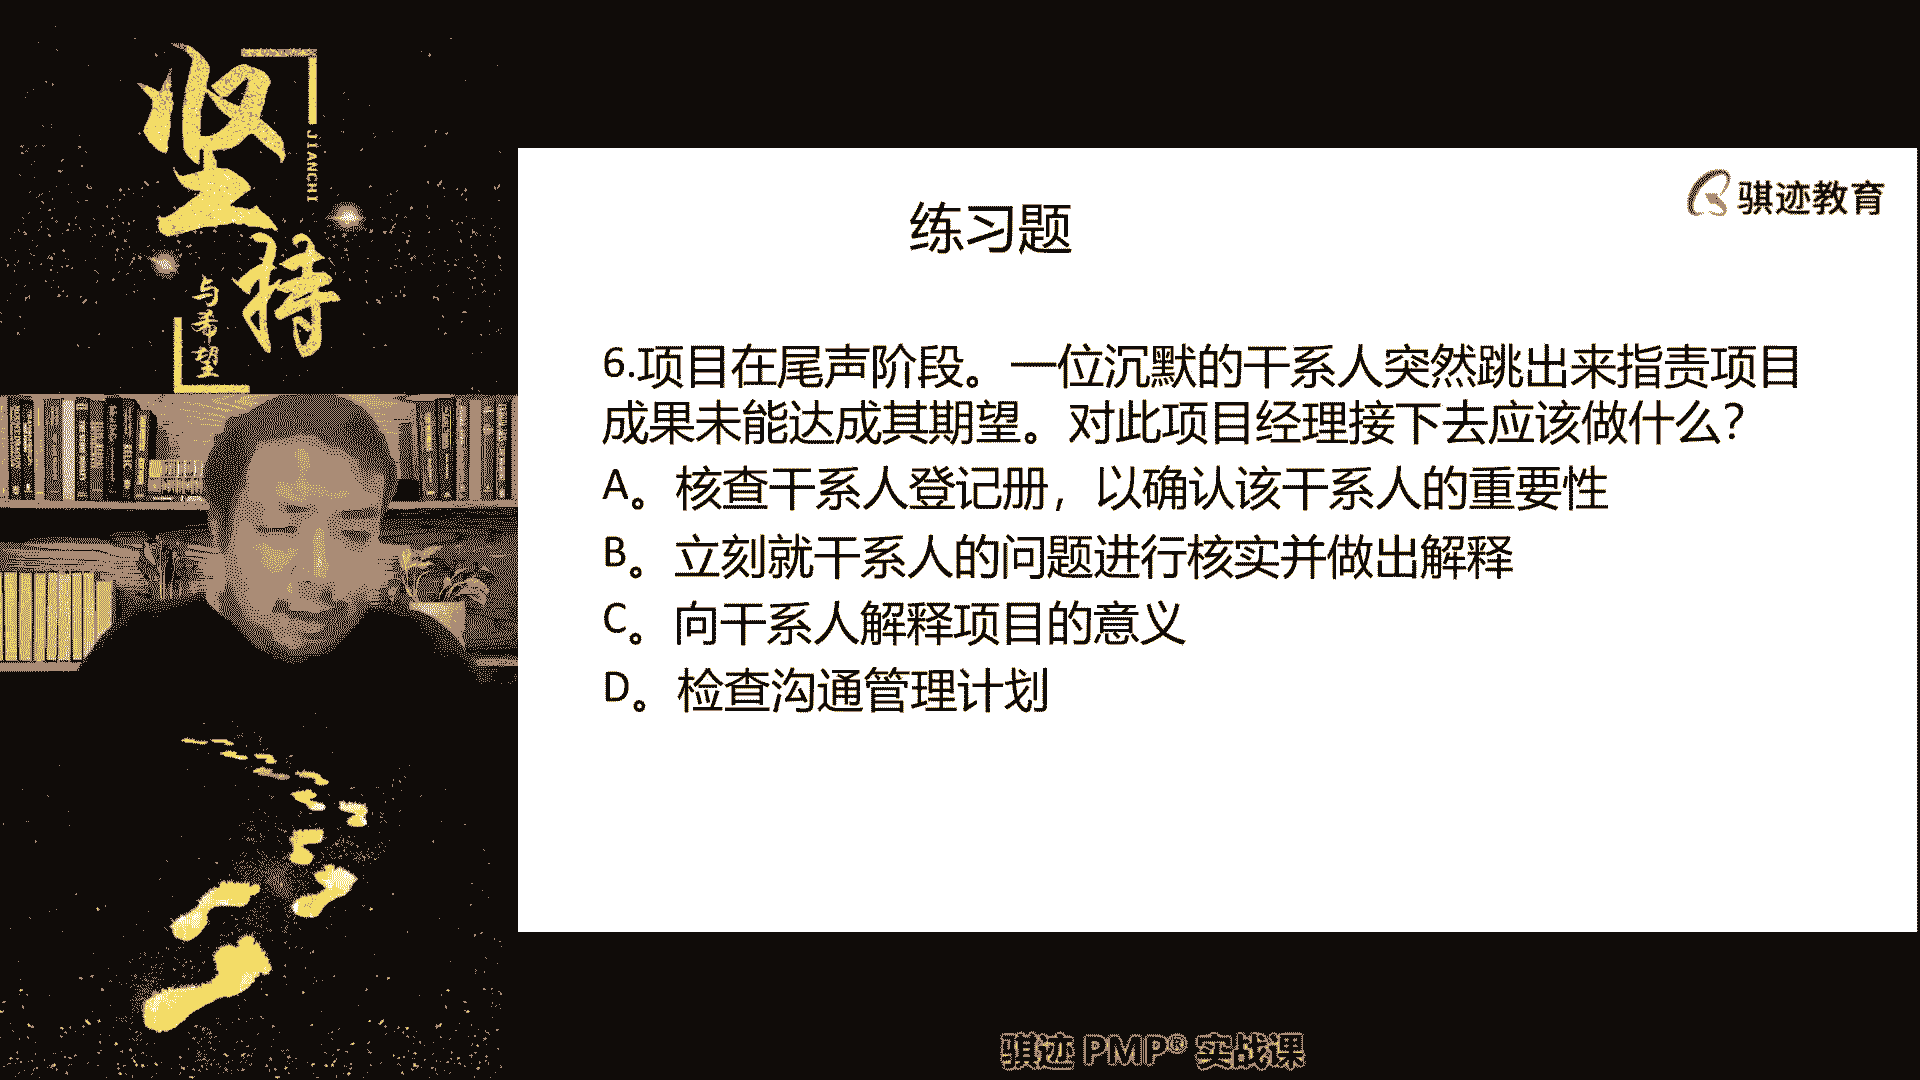 坚持
JIANCHI
与希望
骐迹教育
练习题
6.项目在尾声阶段。一位沉默的干系人突然跳出来指责项目
成果未能达成其期望。对此项目经理接下去应该做什么？
A。核查干系人登记册，以确认该干系人的重要性
B。立刻就干系人的问题进行核实并做出解释
C。向干系人解释项目的意义
D。检查沟通管理计划
骐迹 PMP® 实战课